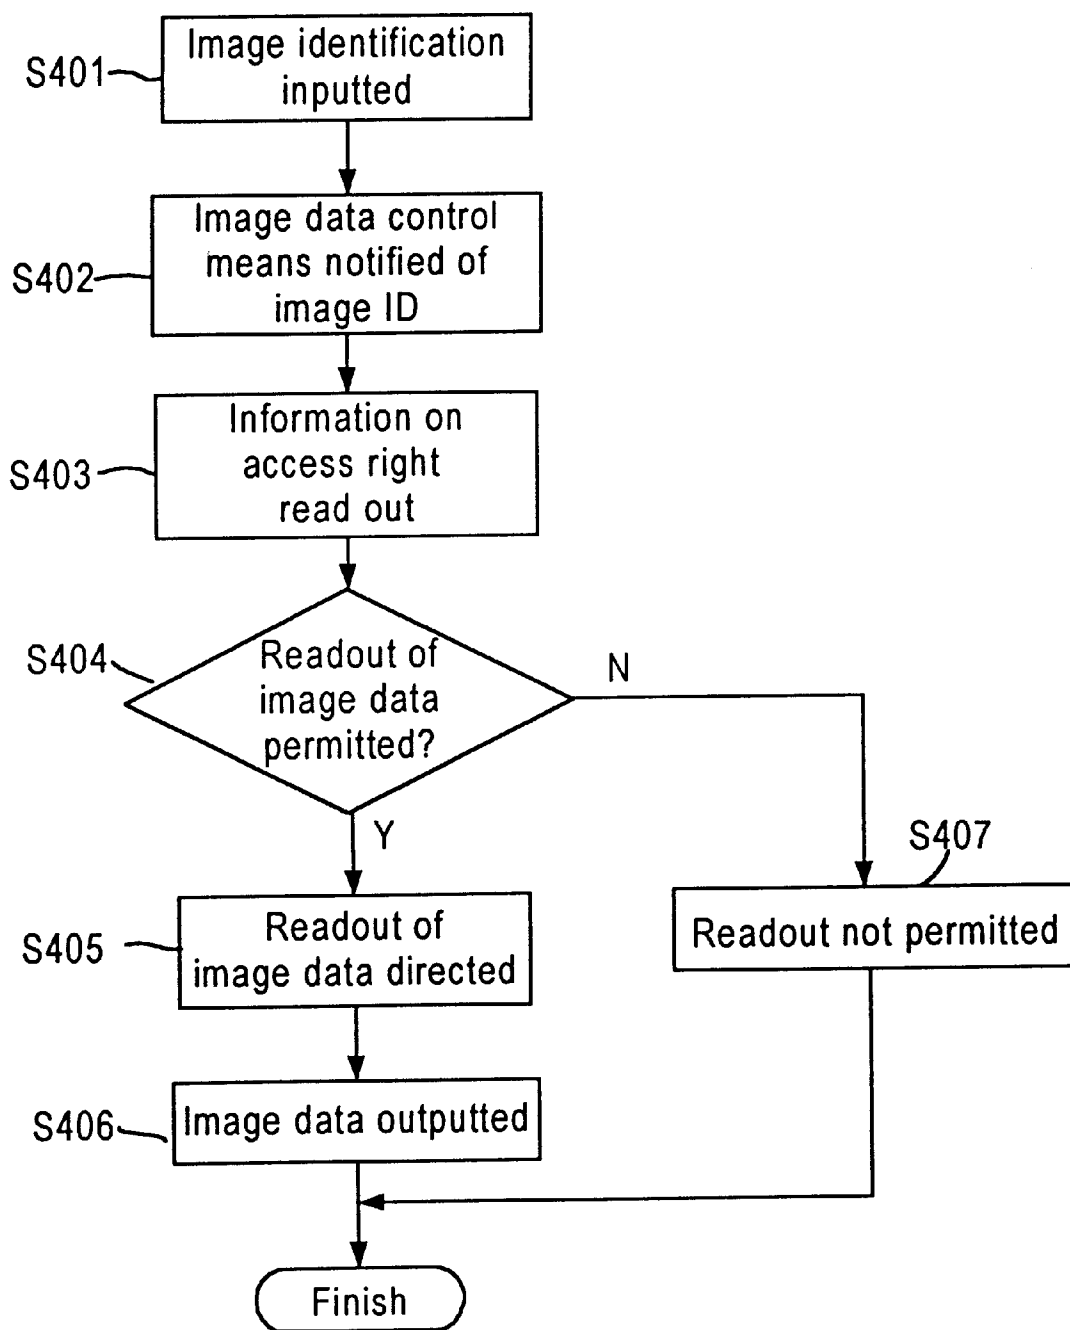 S401
Image identification
inputted
S402
Image data control
means notified of
image ID
S403
Information on
access right
read out
S404
Readout of
image data
permitted?
N
Y
S407
Readout not permitted
S405
Readout of
image data directed
S406
Image data outputted
Finish